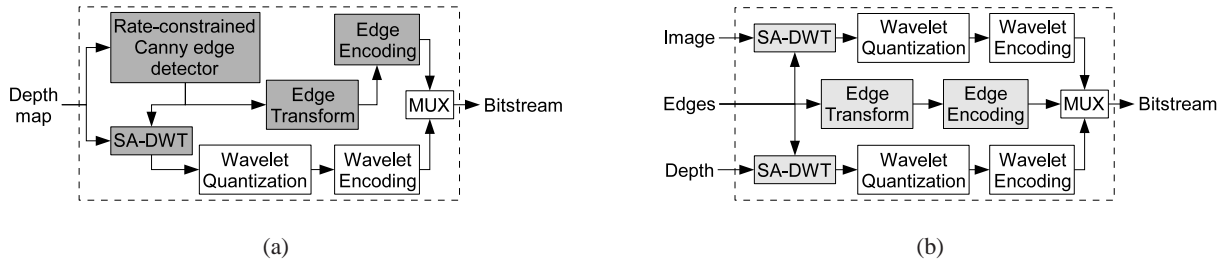 Depth
map
Rate-constrained
Canny edge
detector
Edge
Encoding
Edge
Transform
SA-DWT
Wavelet
Quantization
Wavelet
Encoding
MUX
Bitstream
(a)
Image
SA-DWT
Wavelet
Quantization
Wavelet
Encoding
Edges
Edge
Transform
Edge
Encoding
MUX
Bitstream
Depth
SA-DWT
Wavelet
Quantization
Wavelet
Encoding
(b)